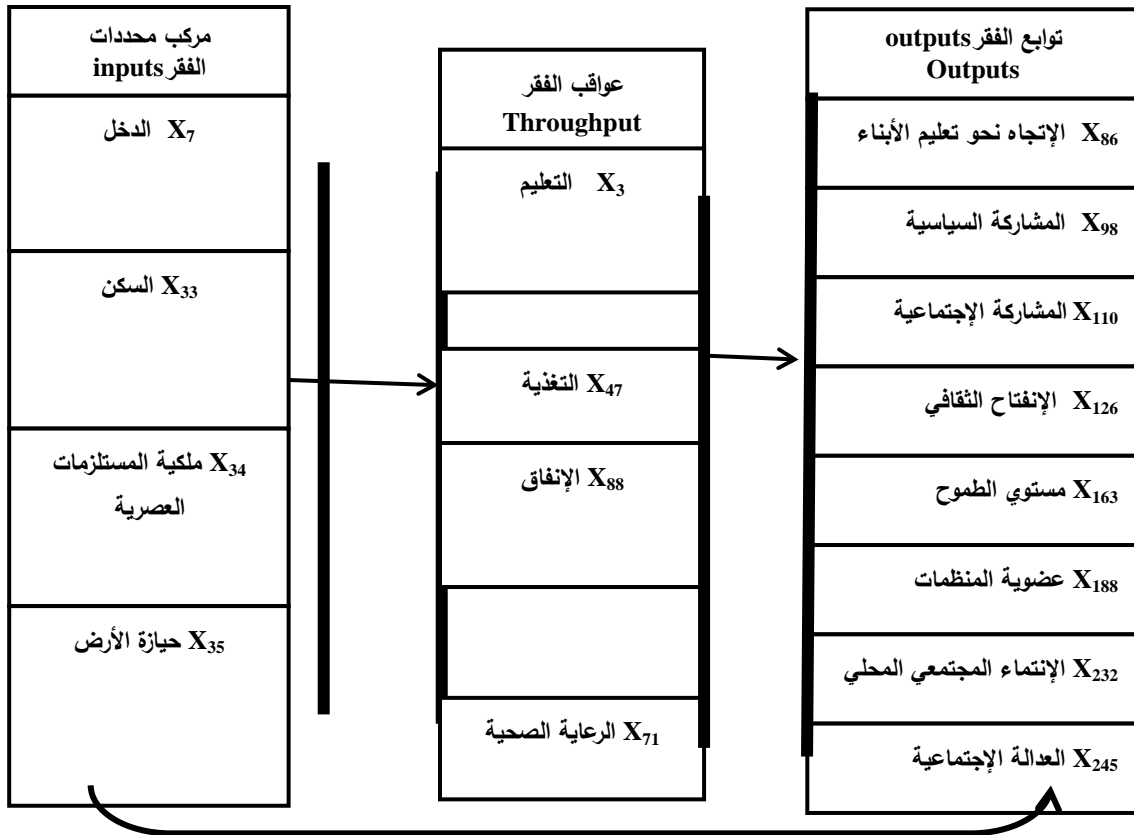 مركب محددات
الفقر inputs
X7 الدخل
X33 السكن
X34 ملكية المستلزمات
العصرية
X35 حيازة الأرض
عواقب الفقر
Throughput
X3 التعليم
X47 التغذية
X88 الإنفاق
X71 الرعاية الصحية
توابع الفقر outputs
Outputs
X86 الإتجاه نحو تعليم الأبناء
X98 المشاركة السياسية
X110 المشاركة الإجتماعية
X126 الإنفتاح الثقافي
X163 مستوي الطموح
X188 عضوية المنظمات
X232 الإنتماء المجتمعي المحلي
X245 العدالة الإجتماعية